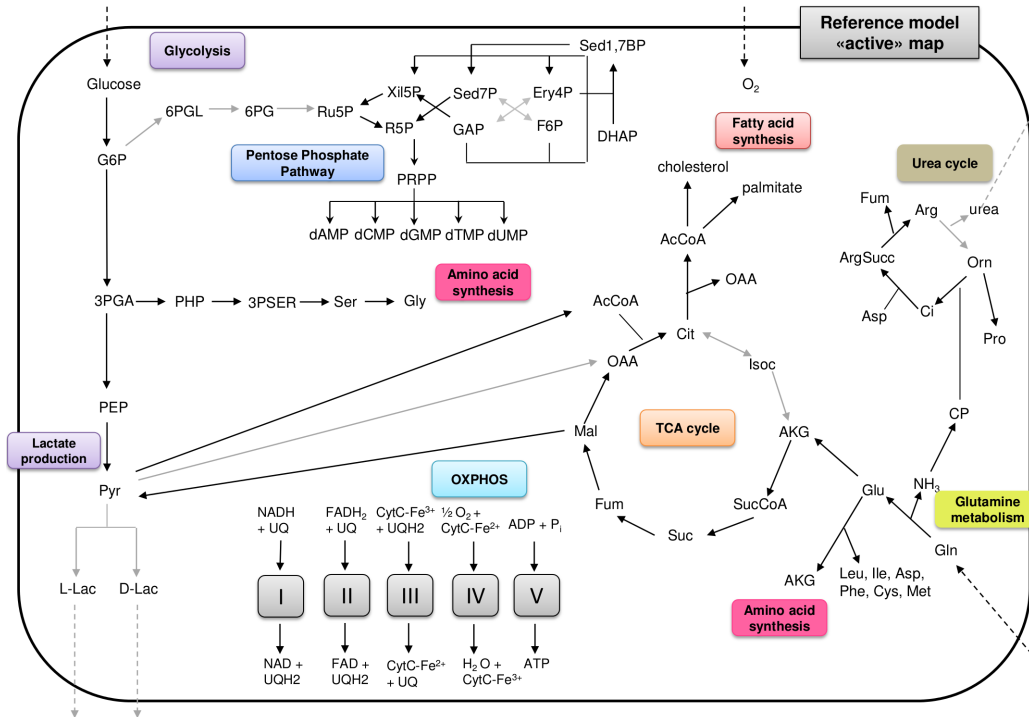 Reference model
«active» map
Glycolysis
Sed1,7BP
Glucose
O2
6PGL
6PG
Ru5P
Xil5P
Sed7P
Ery4P
R5P
GAP
F6P
DHAP
G6P
Pentose Phosphate
Pathway
PRPP
dAMP
dCMP
dGMP
dTMP
dUMP
Fatty acid
synthesis
cholesterol
palmitate
AcCoA
OAA
Urea cycle
Fum
Arg
urea
ArgSucc
Orn
Asp
Ci
Pro
Amino acid
synthesis
3PGA
PHP
3PSER
Ser
Gly
AcCoA
Cit
OAA
Isoc
PEP
CP
Lactate
production
Mal
TCA cycle
AKG
Pyr
OXPHOS
Fum
SucCoA
Suc
Glu
NH3
Glutamine
metabolism
Gln
NADH
+ UQ
FADH2
+ UQ
CytC-Fe3+
+ UQH2
½ O2 +
CytC-Fe2+
ADP + Pi
L-Lac
D-Lac
I
II
III
IV
V
AKG
Leu, Ile, Asp,
Phe, Cys, Met
Amino acid
synthesis
NAD +
UQH2
FAD +
UQH2
CytC-Fe2+
+ UQ
H2O +
CytC-Fe3+
ATP